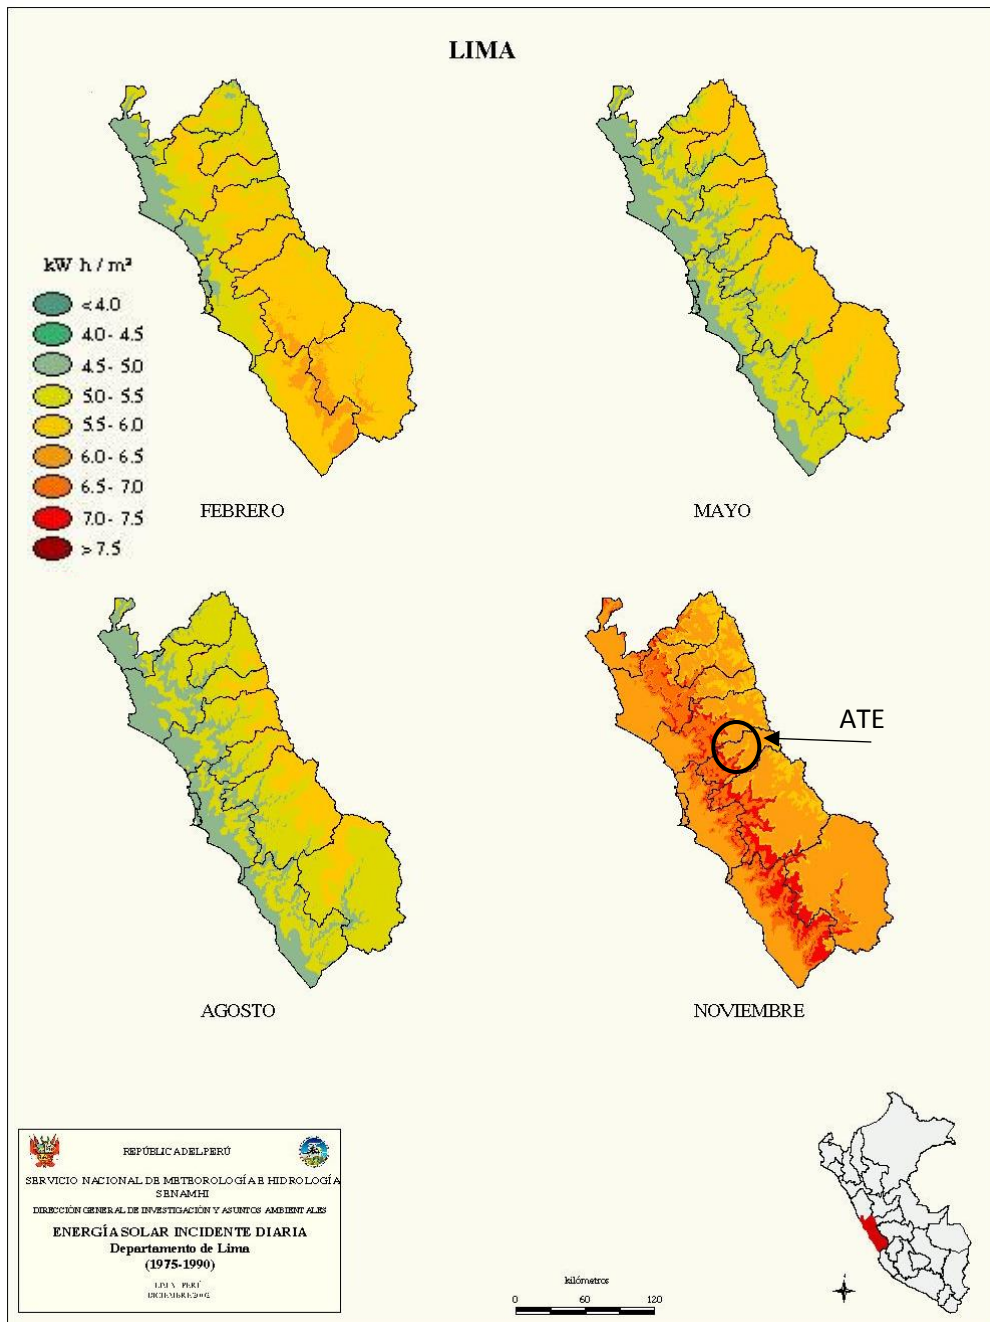 LIMA
kW h / m²
< 4.0
4.0- 4.5
4.5- 5.0
5.0- 5.5
5.5- 6.0
6.0- 6.5
6.5- 7.0
7.0- 7.5
> 7.5
FEBRERO
MAYO
ATE
AGOSTO
NOVIEMBRE
REPÚBLICA DEL PERÚ
SERVICIO NACIONAL DE METEOROLOGÍA E HIDROLOGÍA
SENAMHI
DIRECCIÓN GENERAL DE INVESTIGACIÓN Y ASUNTOS AMBIENTALES
ENERGÍA SOLAR INCIDENTE DIARIA
Departamento de Lima
(1975-1990)
PERÚ
DICIEMBRE
kilómetros
0 60 120